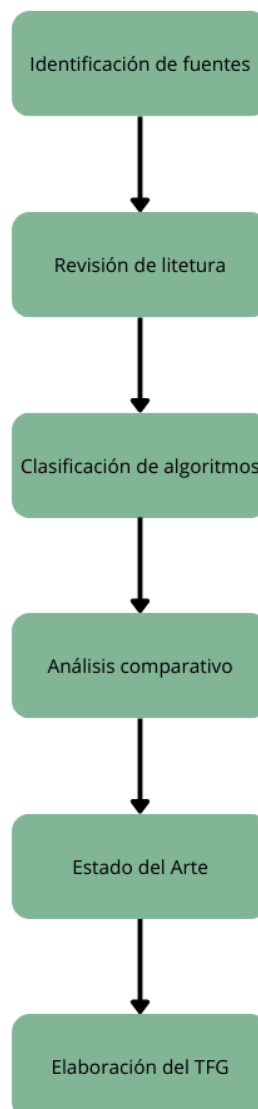 Identificación de fuentes
Revisión de litetura
Clasificación de algoritmos
Análisis comparativo
Estado del Arte
Elaboración del TFG